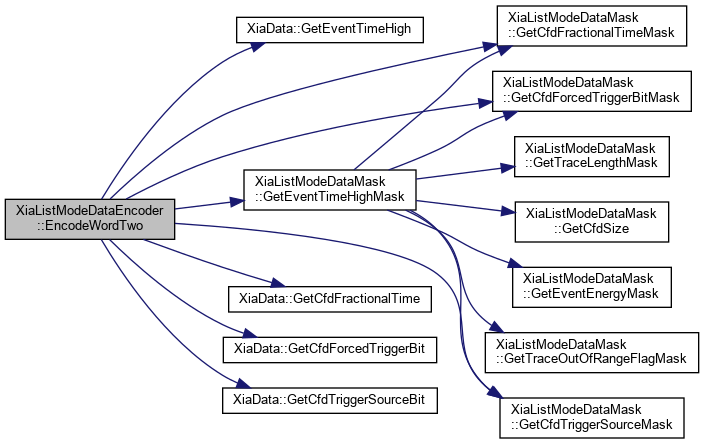 XiaListModeDataEncoder
::EncodeWordTwo
XiaData::GetEventTimeHigh
XiaListModeDataMask
::GetEventTimeHighMask
XiaData::GetCfdFractionalTime
XiaData::GetCfdForcedTriggerBit
XiaData::GetCfdTriggerSourceBit
XiaListModeDataMask
::GetCfdFractionalTimeMask
XiaListModeDataMask
::GetCfdForcedTriggerBitMask
XiaListModeDataMask
::GetTraceLengthMask
XiaListModeDataMask
::GetCfdSize
XiaListModeDataMask
::GetEventEnergyMask
XiaListModeDataMask
::GetTraceOutOfRangeFlagMask
XiaListModeDataMask
::GetCfdTriggerSourceMask